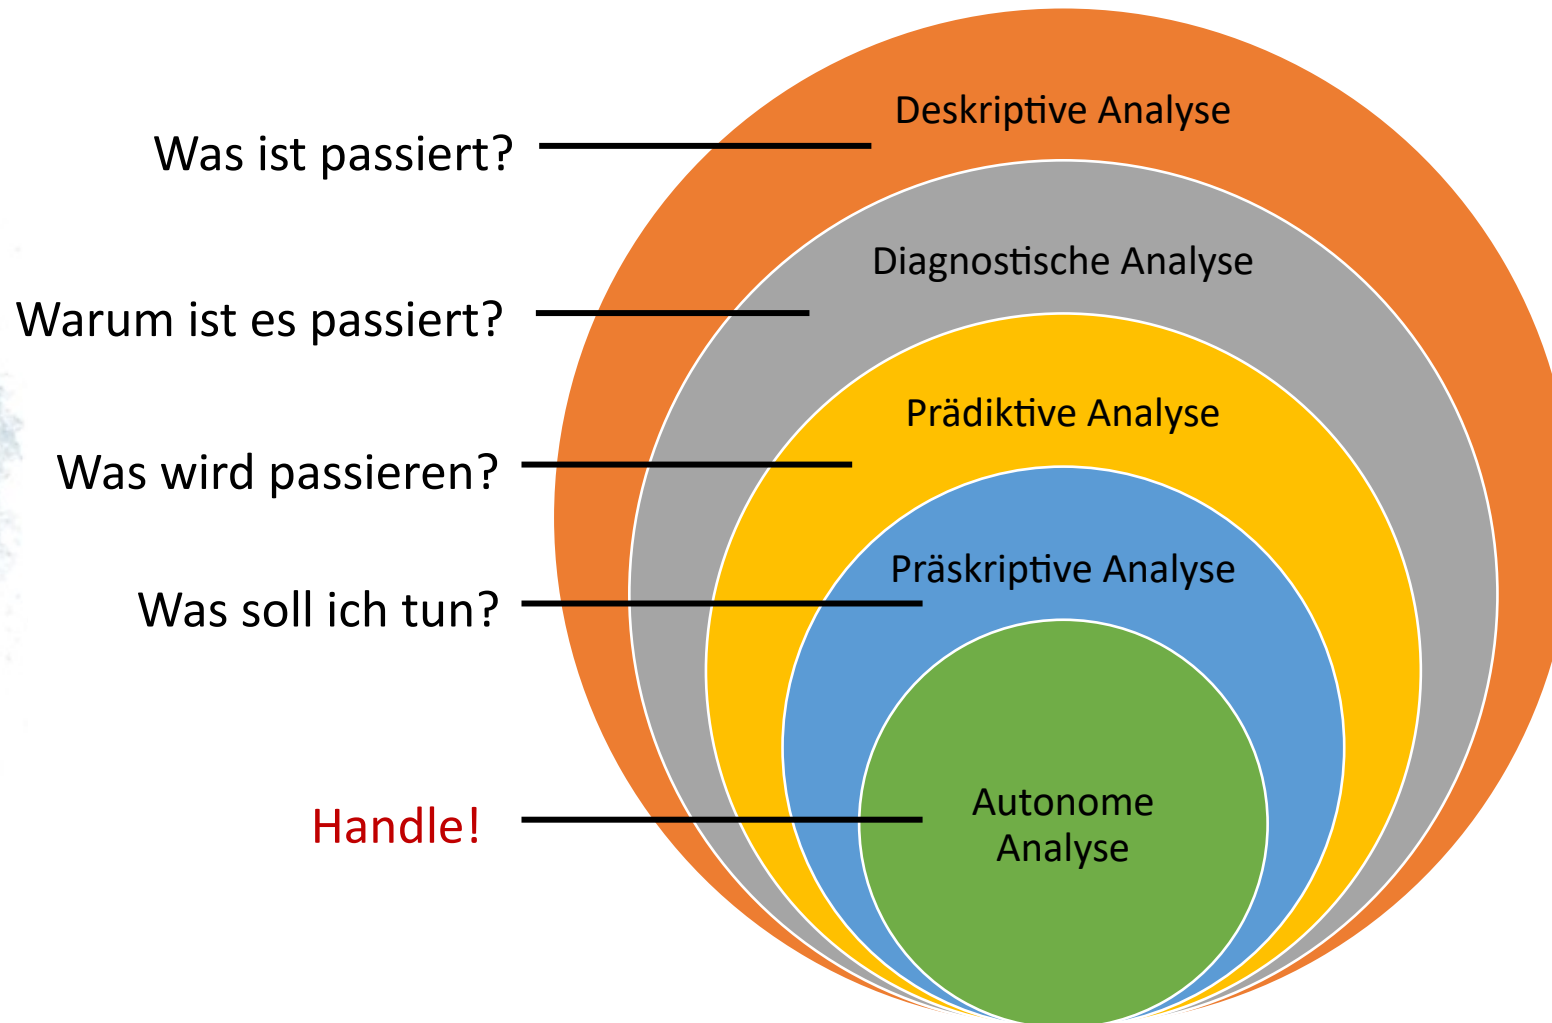 Deskriptive Analyse
Was ist passiert?
Diagnostische Analyse
Warum ist es passiert?
Prädiktive Analyse
Was wird passieren?
Präskriptive Analyse
Was soll ich tun?
Autonome
Analyse
Handle!